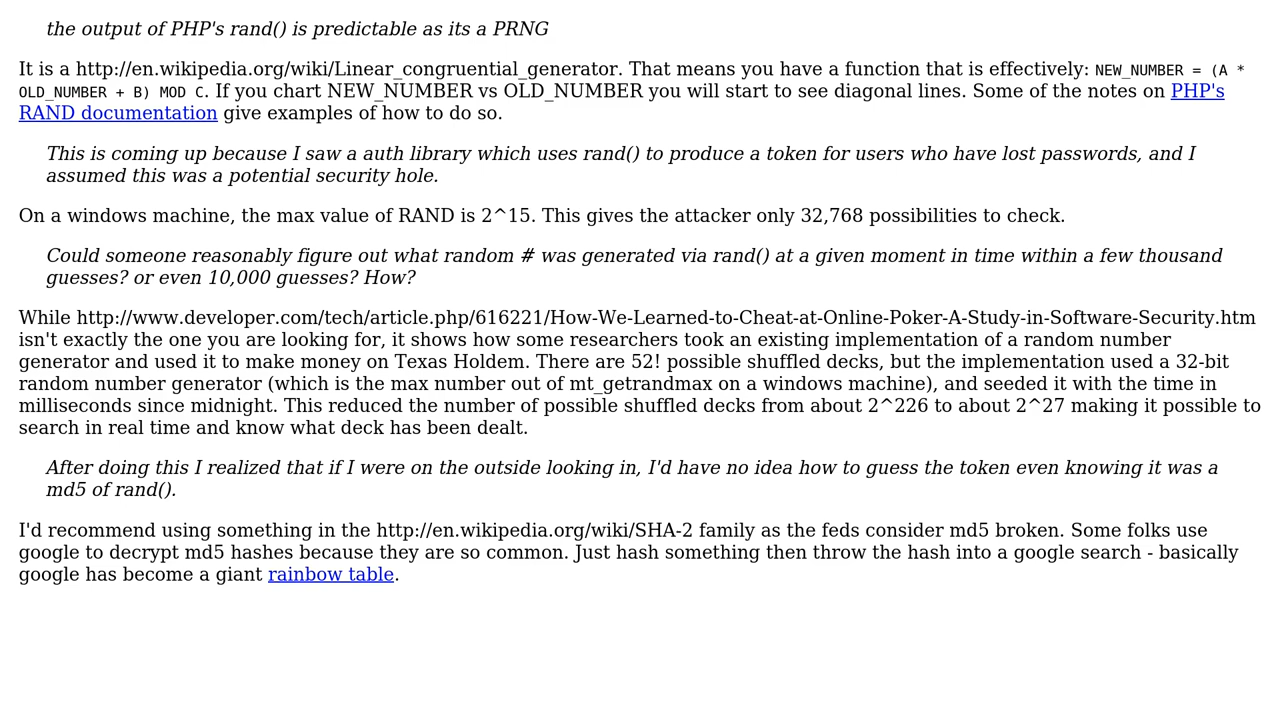 the output of PHP's rand() is predictable as its a PRNG
It is a http://en.wikipedia.org/wiki/Linear_congruential_generator. That means you have a function that is effectively: NEW_NUMBER = (A *
OLD_NUMBER + B) MOD C. If you chart NEW_NUMBER vs OLD_NUMBER you will start to see diagonal lines. Some of the notes on PHP's
RAND documentation give examples of how to do so.
This is coming up because I saw a auth library which uses rand() to produce a token for users who have lost passwords, and I
assumed this was a potential security hole.
On a windows machine, the max value of RAND is 2^15. This gives the attacker only 32,768 possibilities to check.
Could someone reasonably figure out what random # was generated via rand() at a given moment in time within a few thousand
guesses? or even 10,000 guesses? How?
While http://www.developer.com/tech/article.php/616221/How-We-Learned-to-Cheat-at-Online-Poker-A-Study-in-Software-Security.htm
isn't exactly the one you are looking for, it shows how some researchers took an existing implementation of a random number
generator and used it to make money on Texas Holdem. There are 52! possible shuffled decks, but the implementation used a 32-bit
random number generator (which is the max number out of mt_getrandmax on a windows machine), and seeded it with the time in
milliseconds since midnight. This reduced the number of possible shuffled decks from about 2^226 to about 2^27 making it possible to
search in real time and know what deck has been dealt.
After doing this I realized that if I were on the outside looking in, I'd have no idea how to guess the token even knowing it was a
md5 of rand().
I'd recommend using something in the http://en.wikipedia.org/wiki/SHA-2 family as the feds consider md5 broken. Some folks use
google to decrypt md5 hashes because they are so common. Just hash something then throw the hash into a google search - basically
google has become a giant rainbow table.